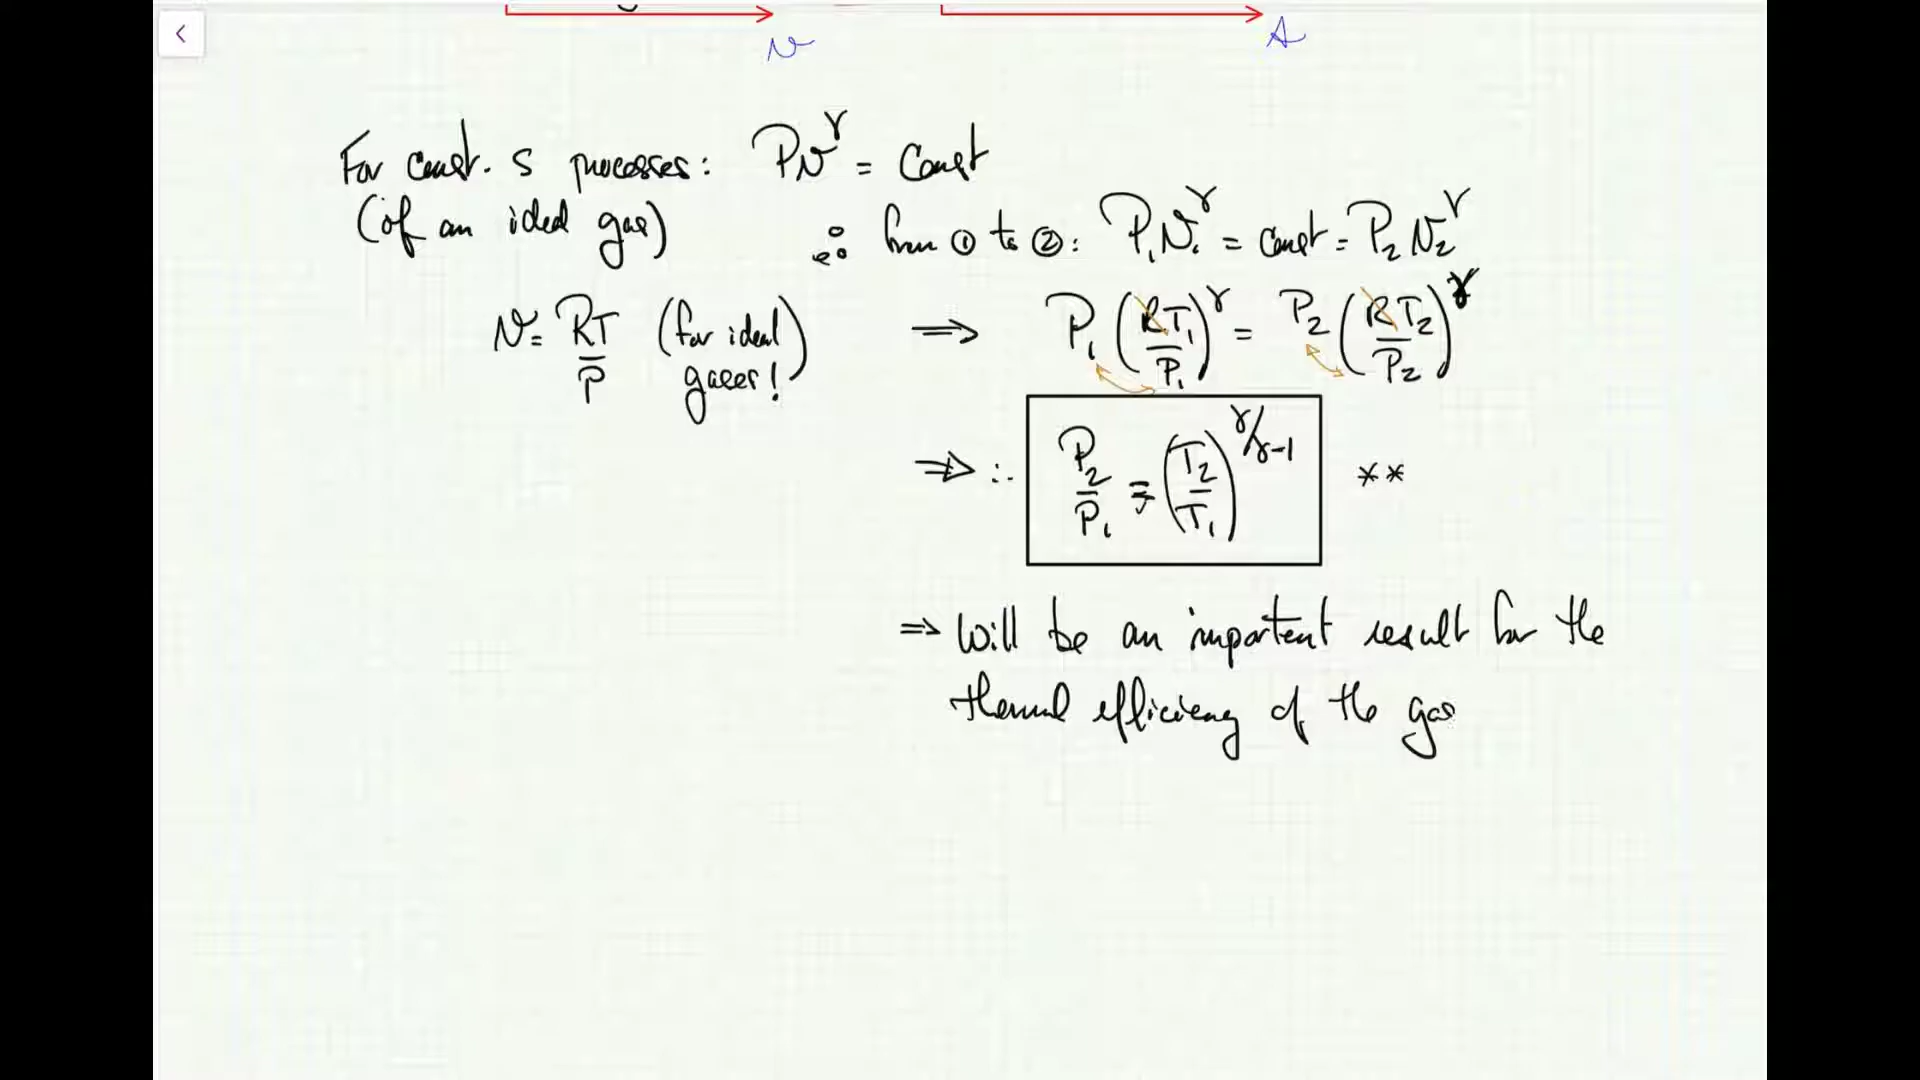 v
s
For const. s processes: Pv^γ = Const
(of an ideal gas)
∴ from ① to ②: P₁v₁^γ = const = P₂v₂^γ
v = RT/P (for ideal gases!)
⇒ P₁(RT₁/P₁)^γ = P₂(RT₂/P₂)^γ
⇒ ∴ P₂/P₁ = (T₂/T₁)^γ/γ-1 **
⇒ Will be an important result for the
thermal efficiency of the gas